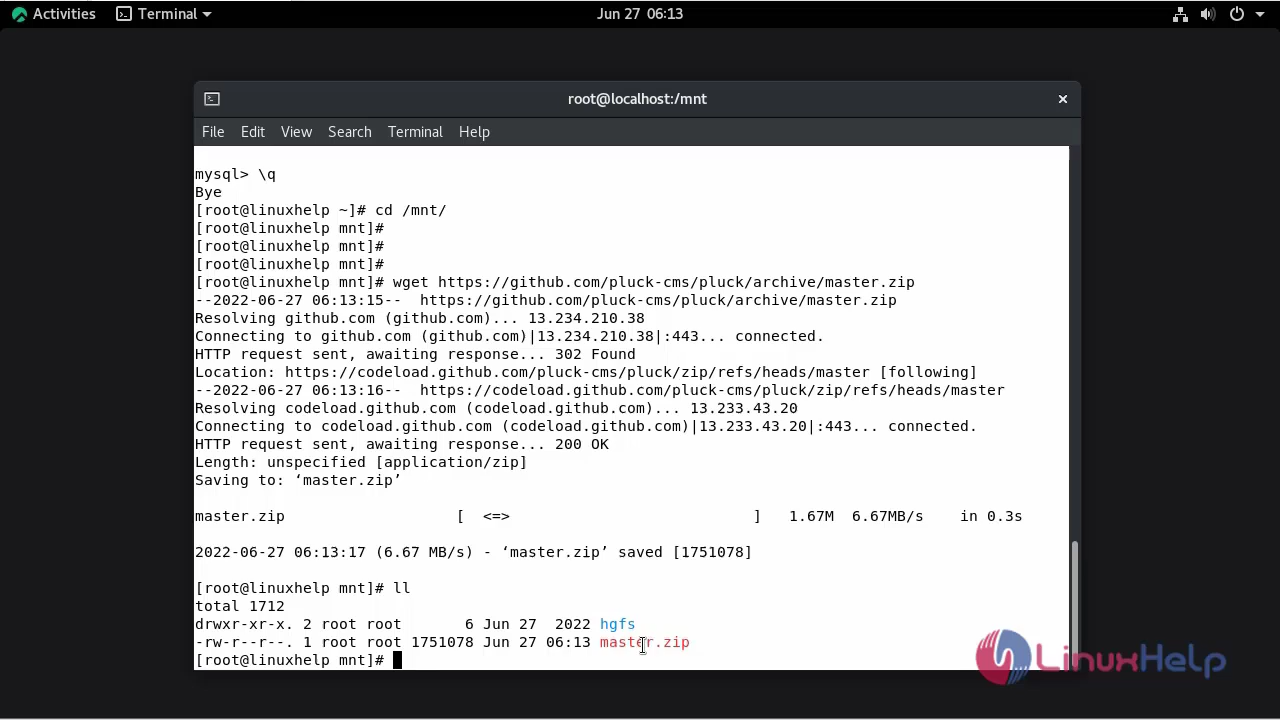 Activities Terminal Jun 27 06:13
root@localhost:/mnt
File Edit View Search Terminal Help
mysql> \q
Bye
[root@linuxhelp ~]# cd /mnt/
[root@linuxhelp mnt]#
[root@linuxhelp mnt]#
[root@linuxhelp mnt]#
[root@linuxhelp mnt]# wget https://github.com/pluck-cms/pluck/archive/master.zip
--2022-06-27 06:13:15--  https://github.com/pluck-cms/pluck/archive/master.zip
Resolving github.com (github.com)... 13.234.210.38
Connecting to github.com (github.com)|13.234.210.38|:443... connected.
HTTP request sent, awaiting response... 302 Found
Location: https://codeload.github.com/pluck-cms/pluck/zip/refs/heads/master [following]
--2022-06-27 06:13:16--  https://codeload.github.com/pluck-cms/pluck/zip/refs/heads/master
Resolving codeload.github.com (codeload.github.com)... 13.233.43.20
Connecting to codeload.github.com (codeload.github.com)|13.233.43.20|:443... connected.
HTTP request sent, awaiting response... 200 OK
Length: unspecified [application/zip]
Saving to: ‘master.zip’
master.zip                   [  <=>                           ]   1.67M  6.67MB/s    in 0.3s
2022-06-27 06:13:17 (6.67 MB/s) - ‘master.zip’ saved [1751078]
[root@linuxhelp mnt]# ll
total 1712
drwxr-xr-x. 2 root root       6 Jun 27  2022 hgfs
-rw-r--r--. 1 root root 1751078 Jun 27 06:13 master.zip
[root@linuxhelp mnt]#
LinuxHelp